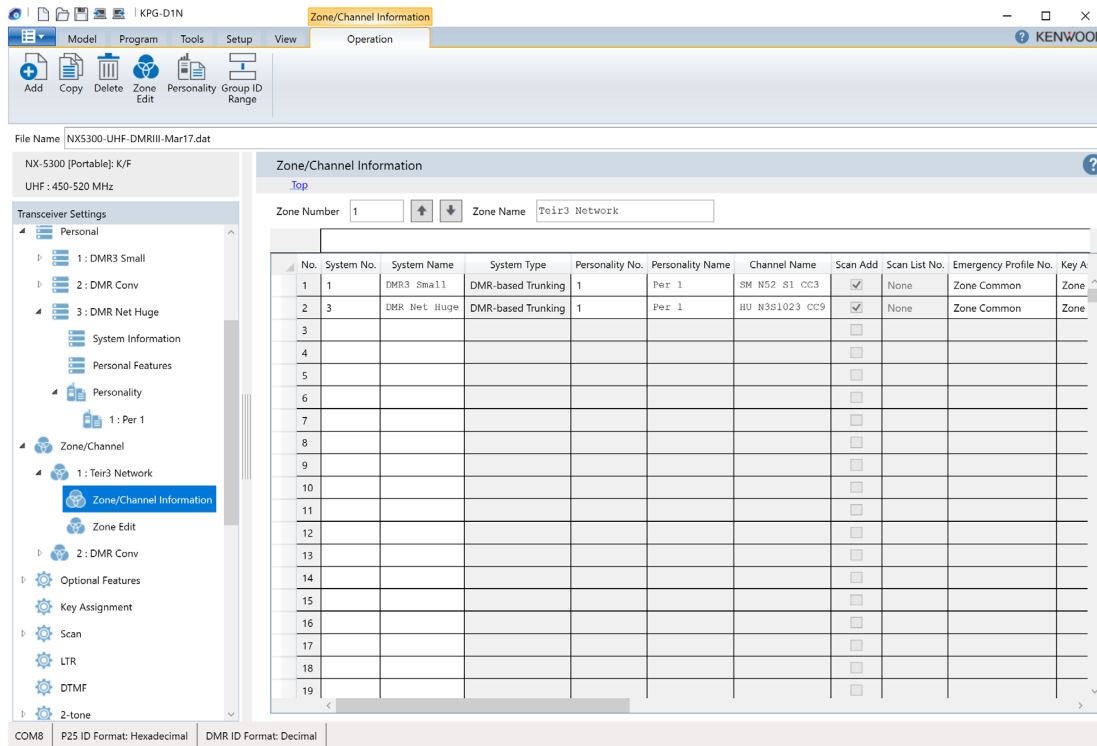 KPG-D1N
Zone/Channel Information
Model Program Tools Setup View Operation
KENWOO
Add Copy Delete Zone Edit Personality Group ID Range
File Name NX5300-UHF-DMRIII-Mar17.dat
NX-5300 [Portable]: K/F
UHF : 450-520 MHz
Transceiver Settings
Personal
1 : DMR3 Small
2 : DMR Conv
3 : DMR Net Huge
System Information
Personal Features
Personality
1 : Per 1
Zone/Channel
1 : Teir3 Network
Zone/Channel Information
Zone Edit
2 : DMR Conv
Optional Features
Key Assignment
Scan
LTR
DTMF
2-tone
Zone/Channel Information
Top
Zone Number 1 Zone Name Teir3 Network
No. System No. System Name System Type Personality No. Personality Name Channel Name Scan Add Scan List No. Emergency Profile No. Key A
1 1 DMR3 Small DMR-based Trunking 1 Per 1 SM N52 S1 CC3 None Zone Common Zone
2 3 DMR Net Huge DMR-based Trunking 1 Per 1 HU N3S1023 CC9 None Zone Common Zone
3
4
5
6
7
8
9
10
11
12
13
14
15
16
17
18
19
COM8 P25 ID Format: Hexadecimal DMR ID Format: Decimal